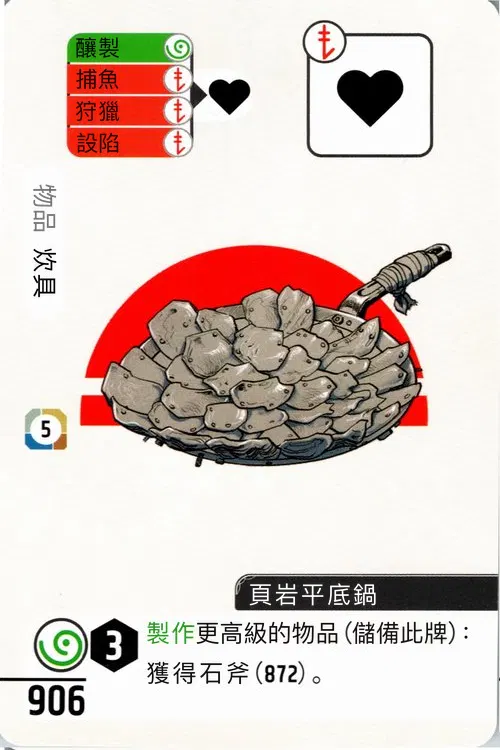 釀製
捕魚
狩獵
設陷
物品 炊具
5
頁岩平底鍋
3 製作更高級的物品(儲備此牌)：
獲得石斧(872)。
906